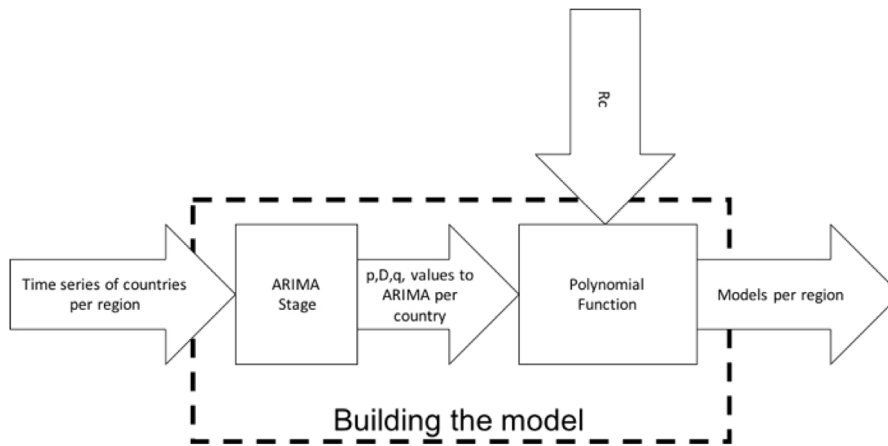 Rc
Time series of countries
per region
ARIMA
Stage
p,D,q, values to
ARIMA per
country
Polynomial
Function
Models per region
Building the model